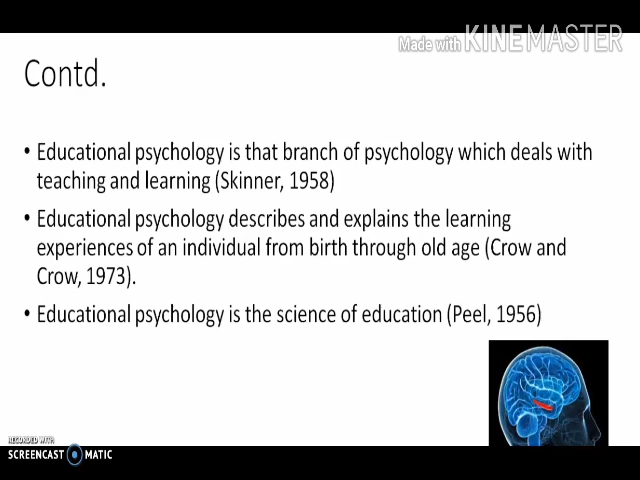 Made with KINEMASTER
Contd.
• Educational psychology is that branch of psychology which deals with
teaching and learning (Skinner, 1958)
• Educational psychology describes and explains the learning
experiences of an individual from birth through old age (Crow and
Crow, 1973).
• Educational psychology is the science of education (Peel, 1956)
RECORDED WITH
SCREENCAST MATIC